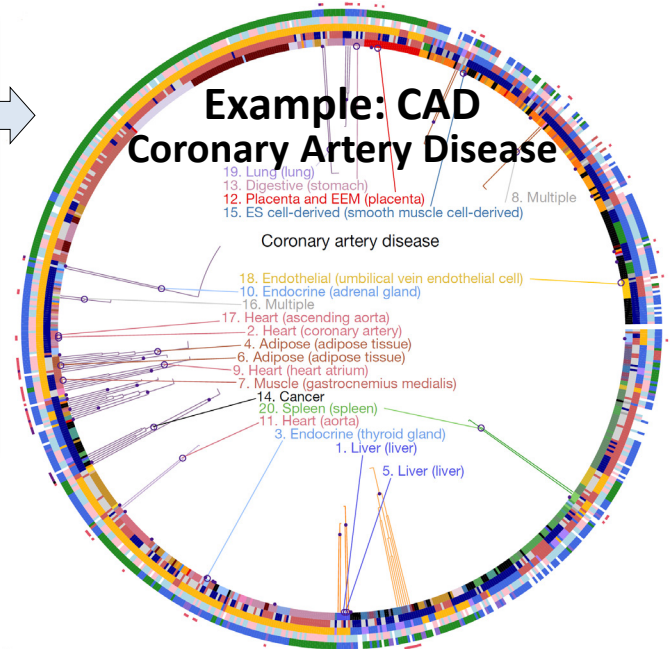 Example: CAD
Coronary Artery Disease
19. Lung (lung)
13. Digestive (stomach)
8. Multiple
12. Placenta and EEM (placenta)
15. ES cell-derived (smooth muscle cell-derived)
Coronary artery disease
18. Endothelial (umbilical vein endothelial cell)
10. Endocrine (adrenal gland)
16. Multiple
17. Heart (ascending aorta)
2. Heart (coronary artery)
4. Adipose (adipose tissue)
6. Adipose (adipose tissue)
9. Heart (heart atrium)
7. Muscle (gastrocnemius medialis)
14. Cancer
20. Spleen (spleen)
11. Heart (aorta)
3. Endocrine (thyroid gland)
1. Liver (liver)
5. Liver (liver)